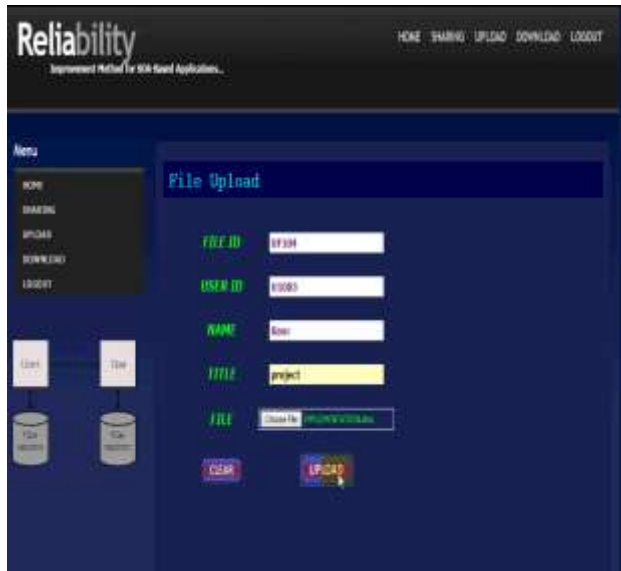 Reliability
HOME SHARING UPLOAD DOWNLOAD LOGOUT
Improvement Method for SOA-Based Applications...
Menu
HOME
SHARING
UPLOAD
DOWNLOAD
LOGOUT
File Upload
FILE ID
USER ID
NAME
TITLE project
FILE Choose File
CLEAR UPLOAD